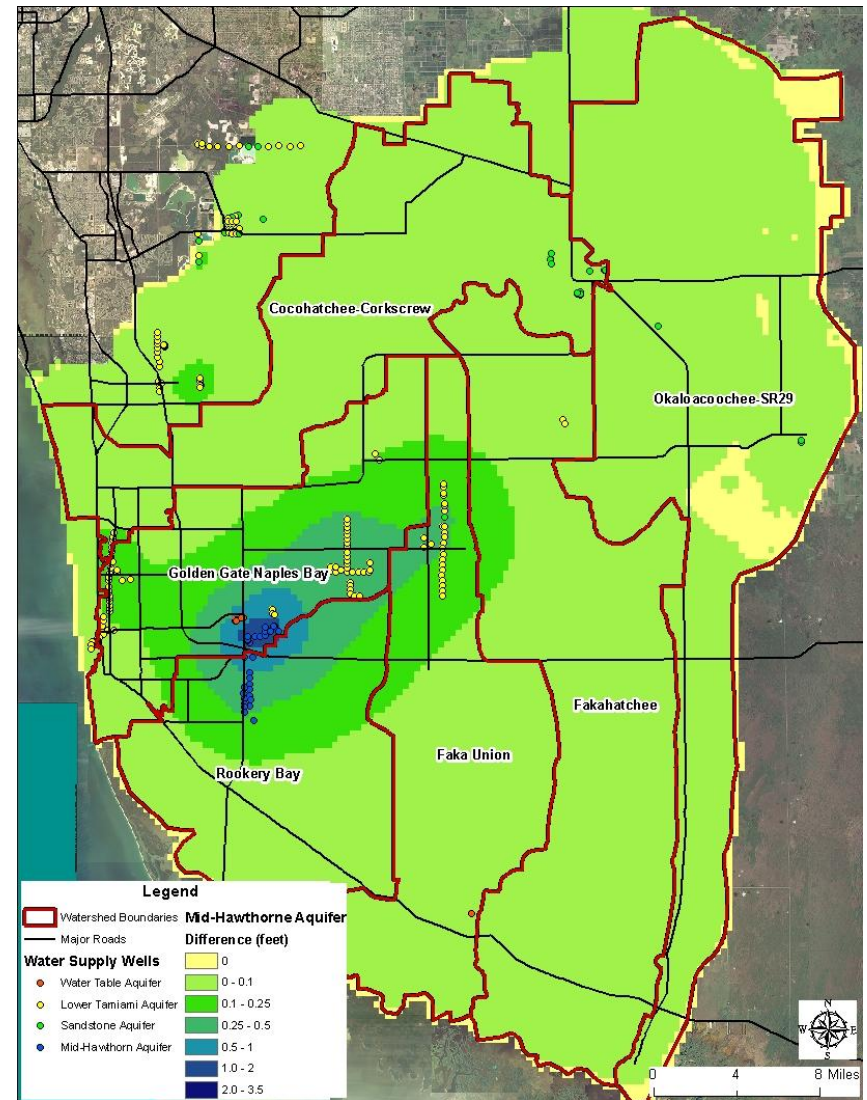 Cocohatchee-Corkscrew
Okaloacoochee-SR29
Golden Gate Naples Bay
Fakahatchee
Faka Union
Rookery Bay
Legend
Watershed Boundaries
Major Roads
Water Supply Wells
Water Table Aquifer
Lower Tamiami Aquifer
Sandstone Aquifer
Mid-Hawthorn Aquifer
Mid-Hawthorne Aquifer
Difference (feet)
0
0 - 0.1
0.1 - 0.25
0.25 - 0.5
0.5 - 1
1.0 - 2
2.0 - 3.5
N
W E
S
0 4 8 Miles